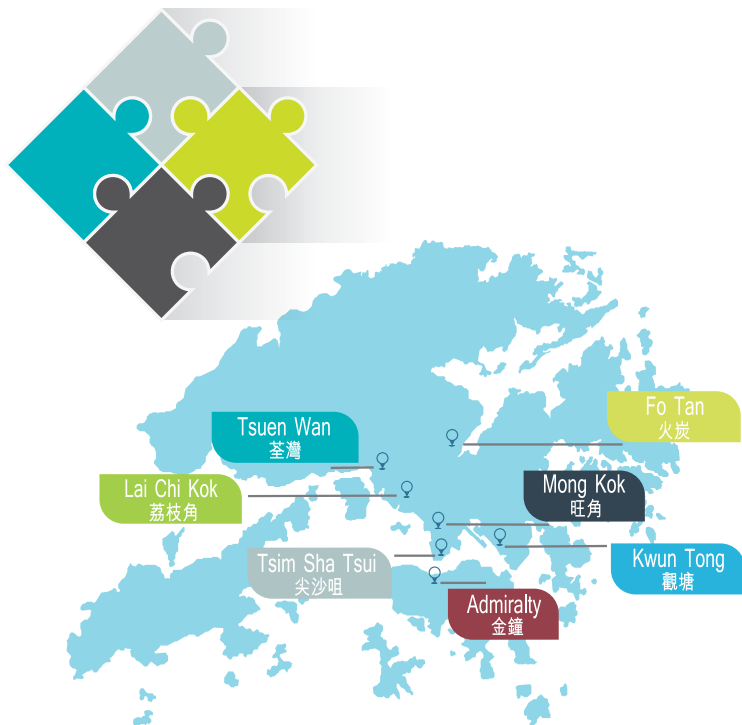 Fo Tan
火炭
Tsuen Wan
荃灣
Lai Chi Kok
荔枝角
Mong Kok
旺角
Tsim Sha Tsui
尖沙咀
Kwun Tong
觀塘
Admiralty
金鐘